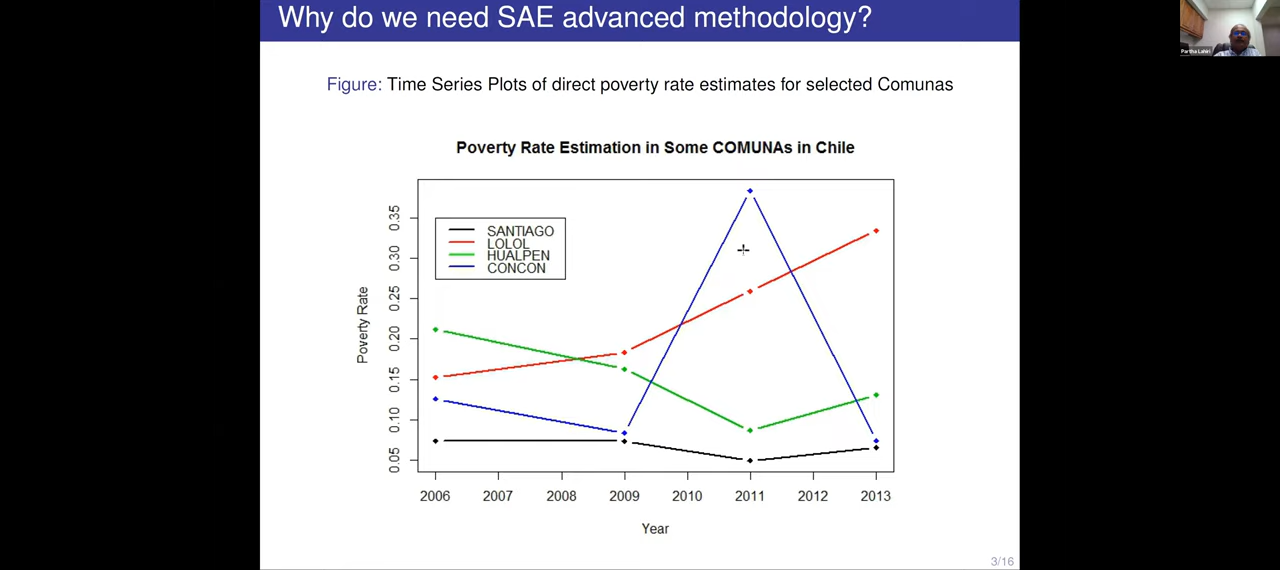 Why do we need SAE advanced methodology?
Partha Lahiri
Figure: Time Series Plots of direct poverty rate estimates for selected Comunas
Poverty Rate Estimation in Some COMUNAs in Chile
SANTIAGO
LOLOL
HUALPEN
CONCON
Poverty Rate
0.35
0.30
0.25
0.20
0.15
0.10
0.05
2006 2007 2008 2009 2010 2011 2012 2013
Year
3/16